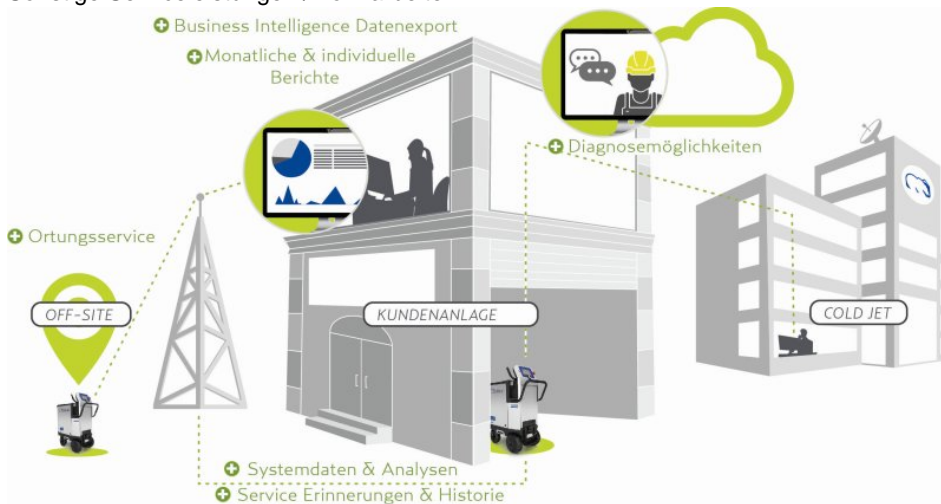 Business Intelligence Datenexport
Monatliche & individuelle
Berichte
Diagnosemöglichkeiten
Ortungsservice
OFF-SITE
KUNDENANLAGE
COLD JET
Systemdaten & Analysen
Service Erinnerungen & Historie